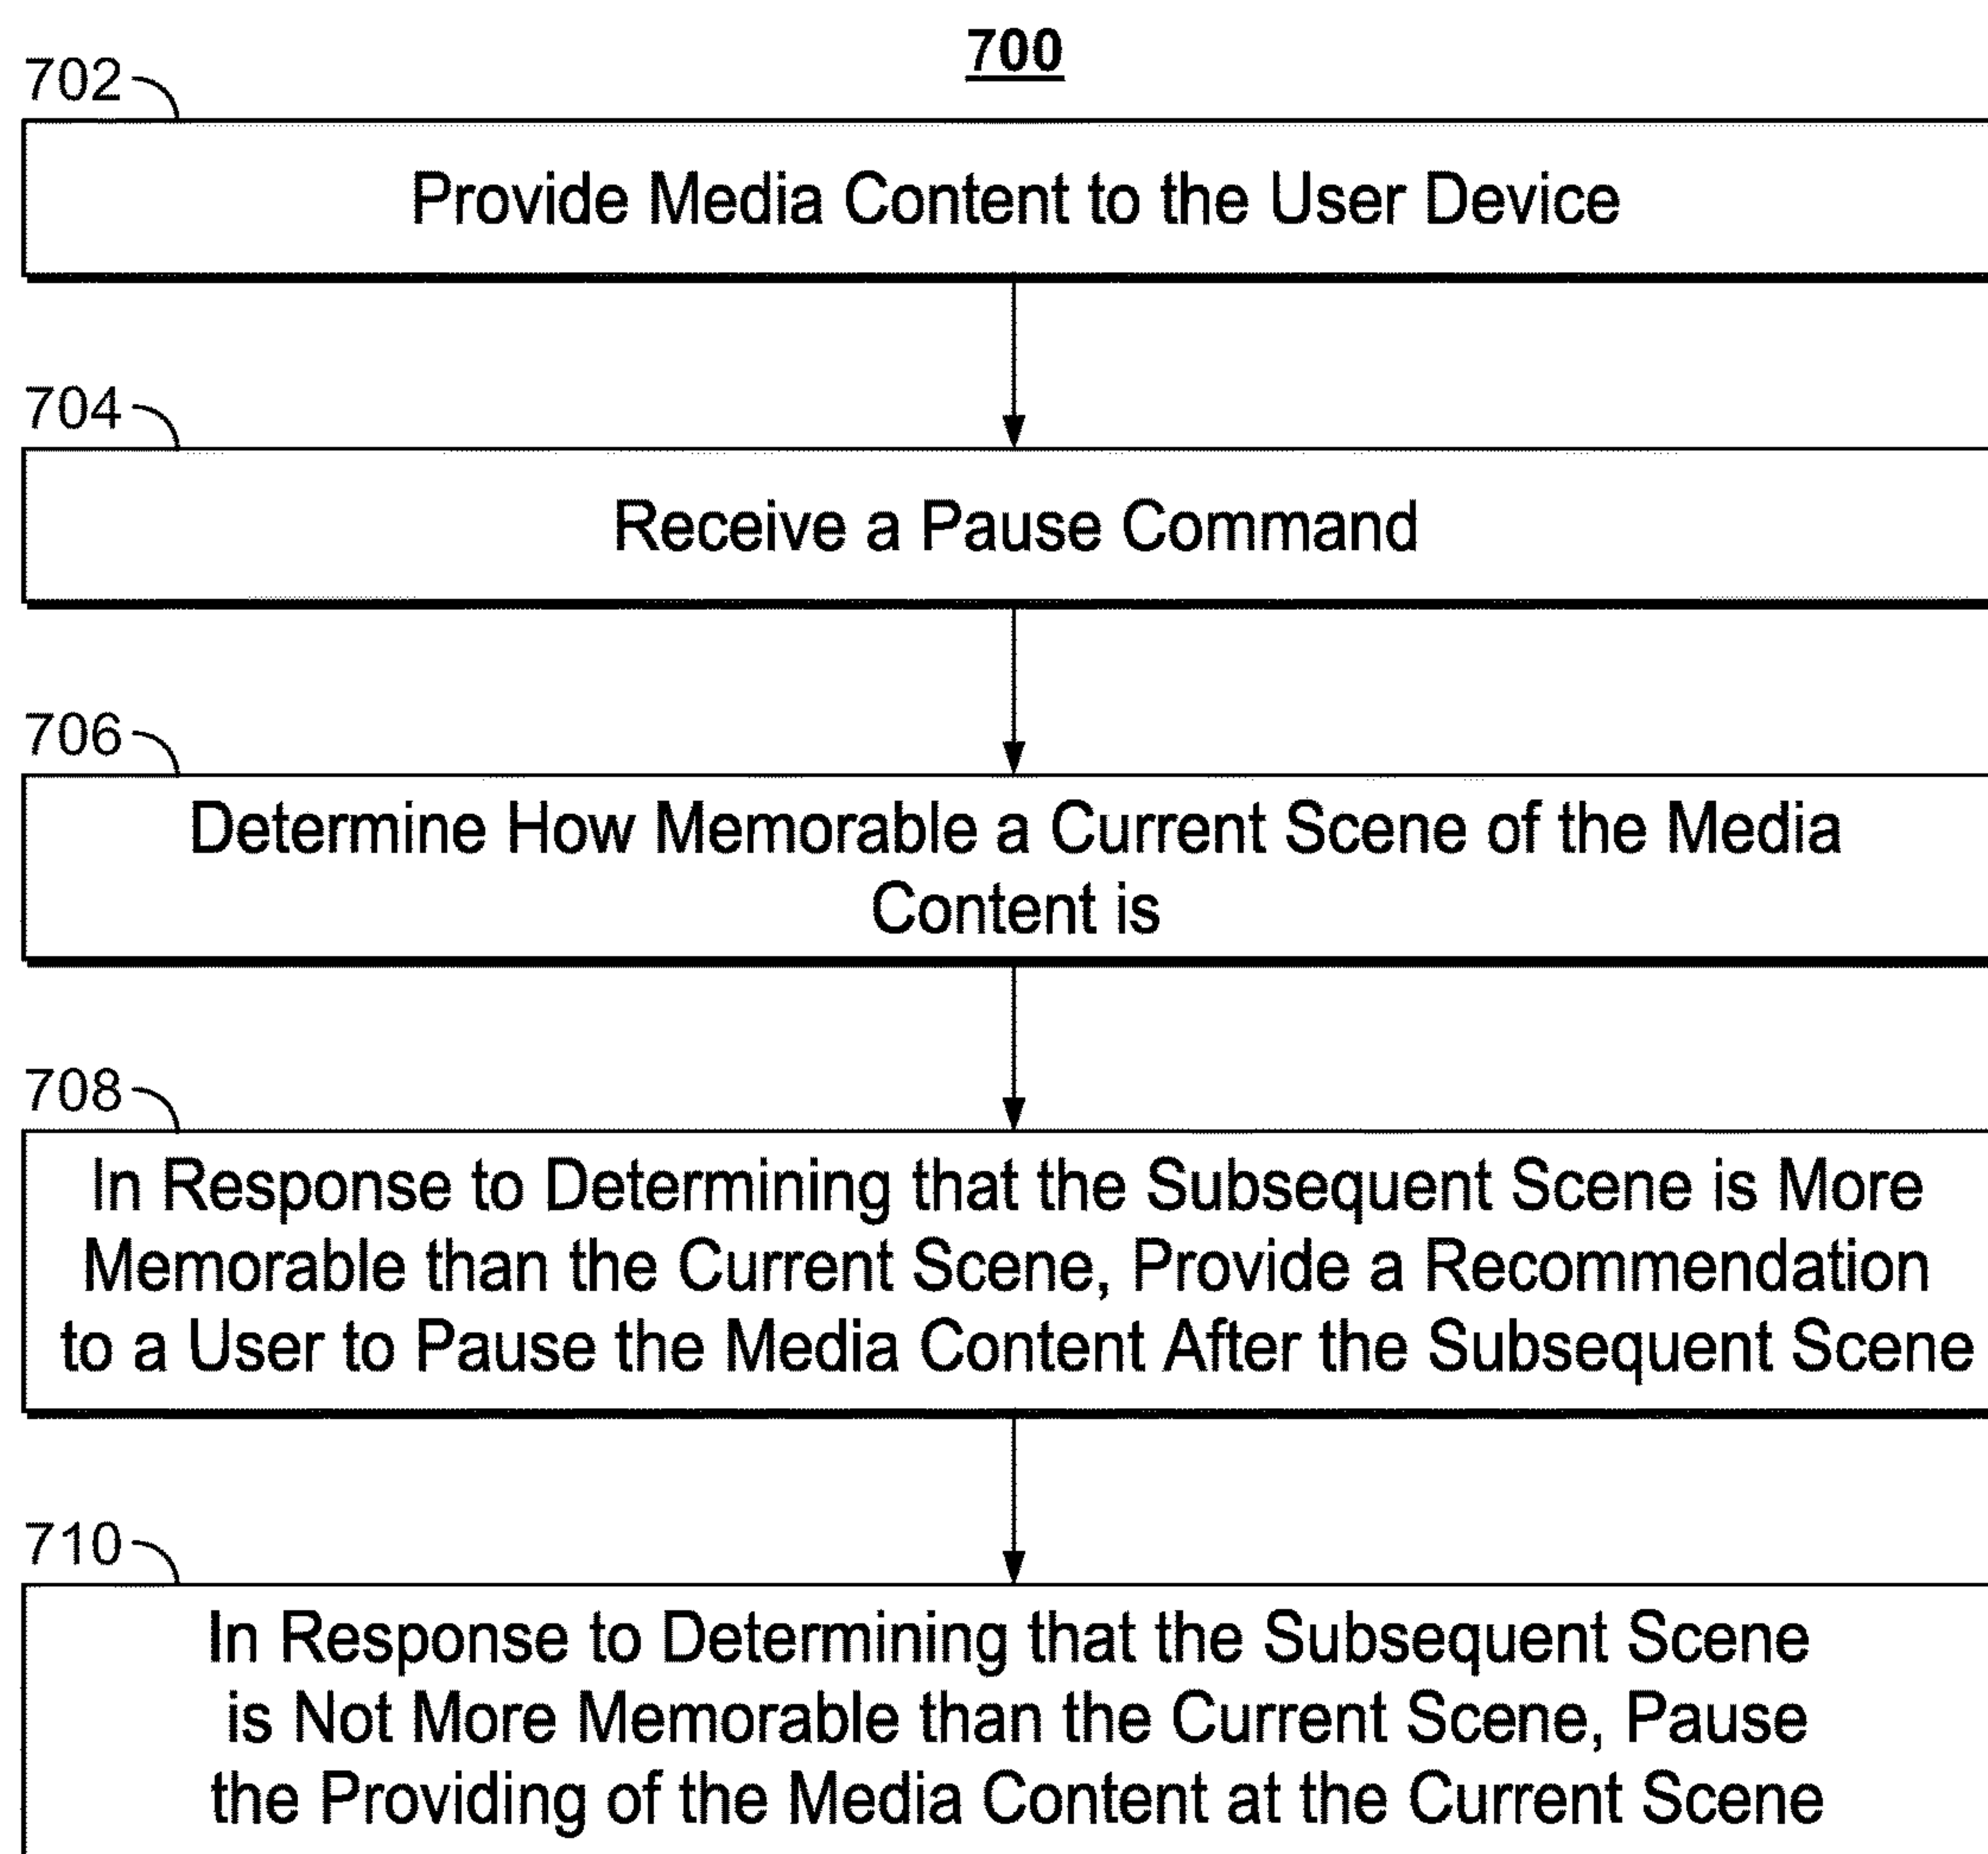 700
702
Provide Media Content to the User Device
704
Receive a Pause Command
706
Determine How Memorable a Current Scene of the Media
Content is
708
In Response to Determining that the Subsequent Scene is More
Memorable than the Current Scene, Provide a Recommendation
to a User to Pause the Media Content After the Subsequent Scene
710
In Response to Determining that the Subsequent Scene
is Not More Memorable than the Current Scene, Pause
the Providing of the Media Content at the Current Scene